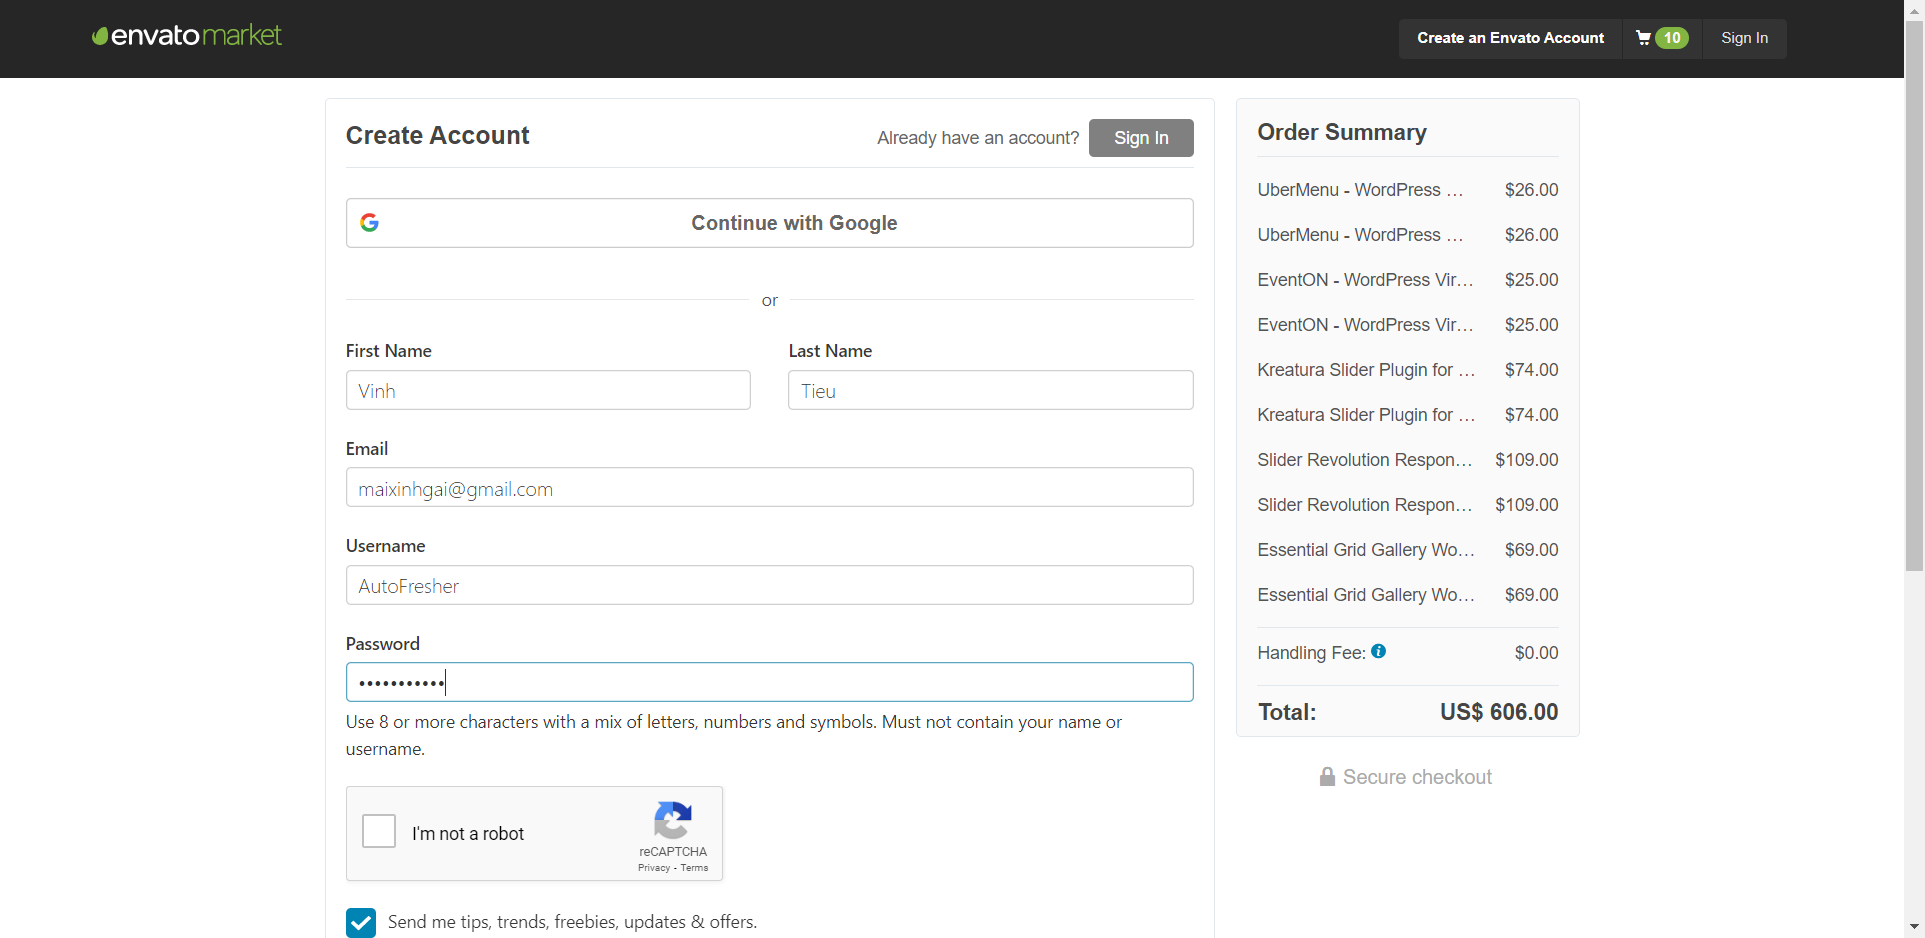 envatomarket
Create an Envato Account
10
Sign In
Create Account
Already have an account?
Sign In
Continue with Google
or
First Name
Last Name
Vinh
Tieu
Email
maixinhgai@gmail.com
Username
AutoFresher
Password
•••••••••••
Use 8 or more characters with a mix of letters, numbers and symbols. Must not contain your name or
username.
I'm not a robot
reCAPTCHA
Privacy - Terms
Send me tips, trends, freebies, updates & offers.
Order Summary
UberMenu - WordPress … $26.00
UberMenu - WordPress … $26.00
EventON - WordPress Vir… $25.00
EventON - WordPress Vir… $25.00
Kreatura Slider Plugin for … $74.00
Kreatura Slider Plugin for … $74.00
Slider Revolution Respon… $109.00
Slider Revolution Respon… $109.00
Essential Grid Gallery Wo… $69.00
Essential Grid Gallery Wo… $69.00
Handling Fee: $0.00
Total: US$ 606.00
Secure checkout